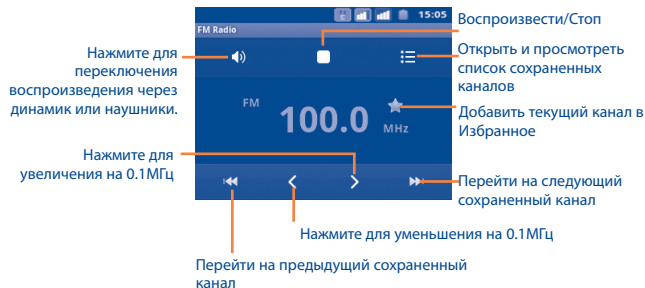 15:05
FM Radio
Воспроизвести/Стоп
Нажмите для
переключения
воспроизведения через
динамик или наушники.
Открыть и просмотреть
список сохраненных
каналов
FM
100.0
MHz
Добавить текущий канал в
Избранное
Нажмите для
увеличения на 0.1МГц
Перейти на следующий
сохраненный канал
Нажмите для уменьшения на 0.1МГц
Перейти на предыдущий сохраненный
канал